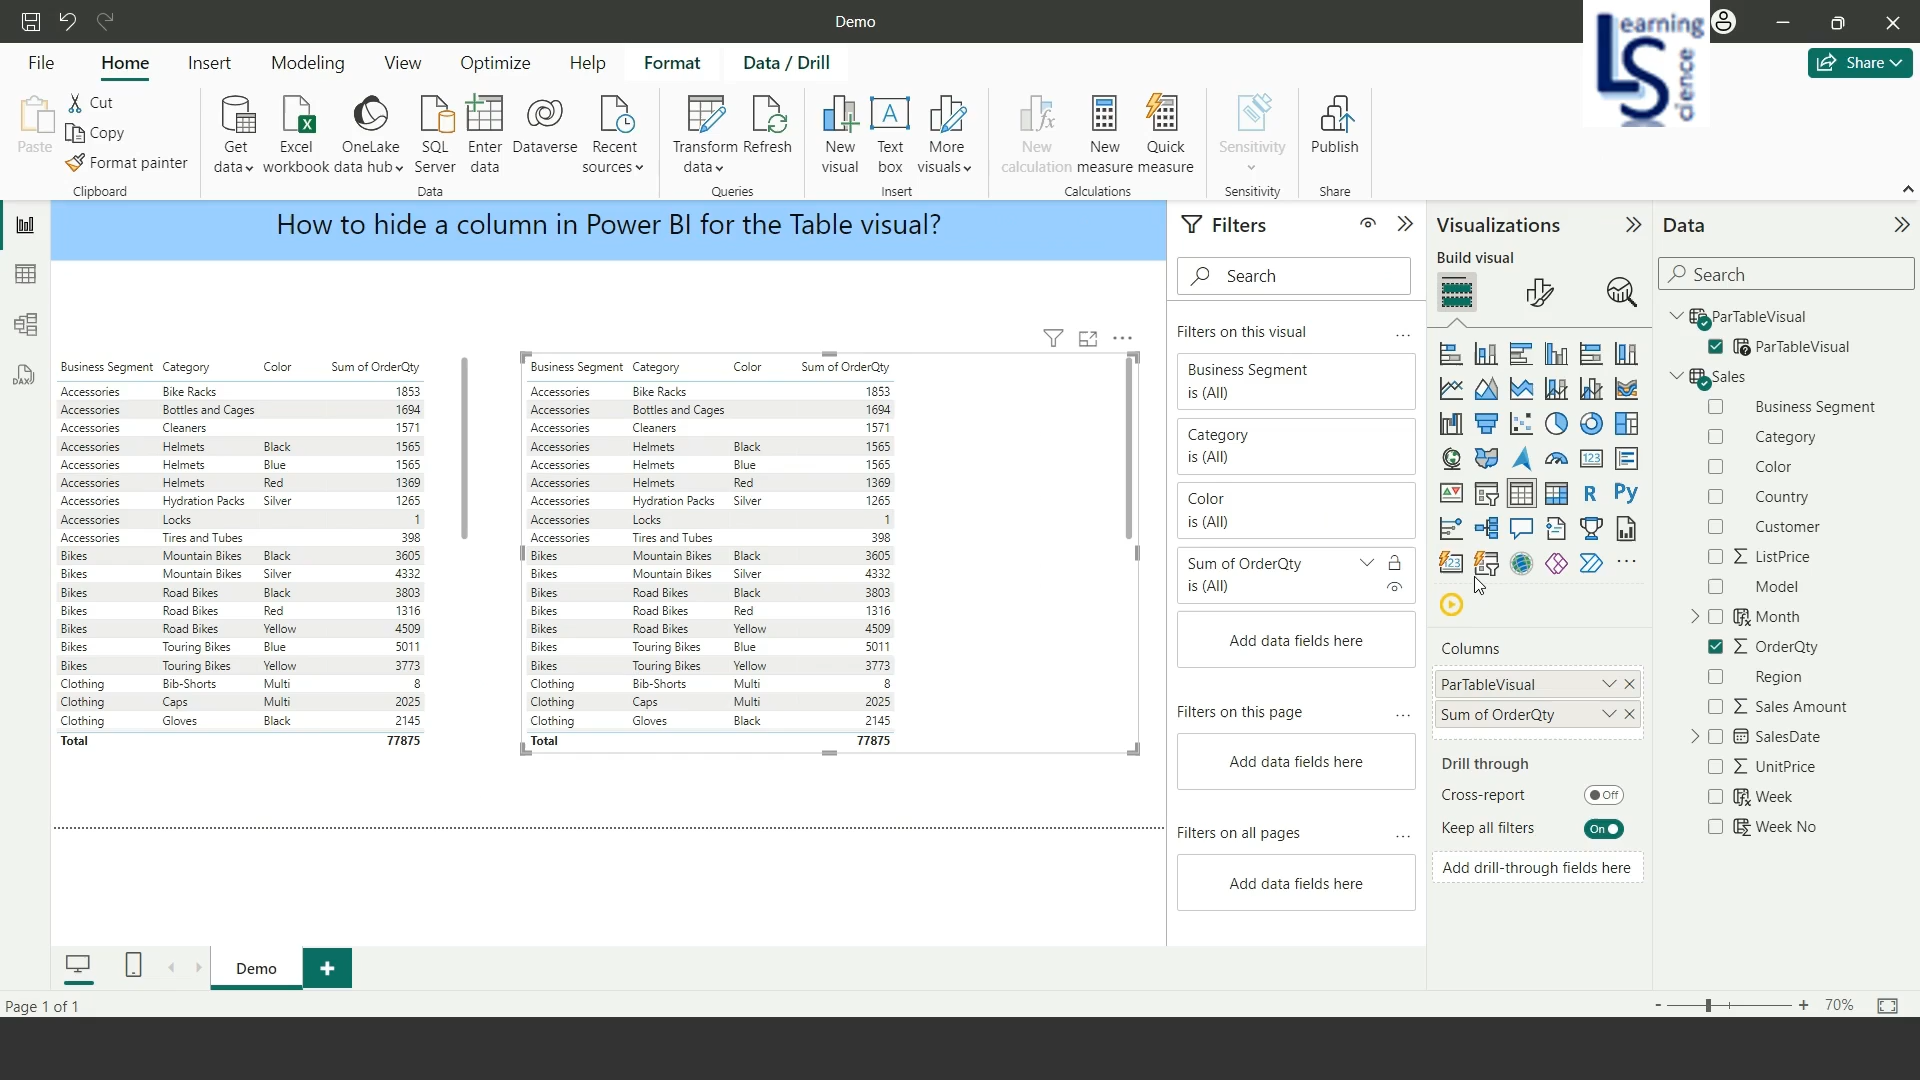 Demo
Learning Science
File Home Insert Modeling View Optimize Help Format Data / Drill
Share
Paste
Cut
Copy
Format painter
Clipboard
Get data
Excel workbook
OneLake data hub
SQL Server
Enter data
Dataverse
Recent sources
Data
Transform data
Refresh
Queries
New visual
Text box
More visuals
Insert
New calculation
New measure
Quick measure
Calculations
Sensitivity
Sensitivity
Publish
Share
How to hide a column in Power BI for the Table visual?
Business Segment Category Color Sum of OrderQty
Accessories Bike Racks 1853
Accessories Bottles and Cages 1694
Accessories Cleaners 1571
Accessories Helmets Black 1565
Accessories Helmets Blue 1565
Accessories Helmets Red 1369
Accessories Hydration Packs Silver 1265
Accessories Locks 1
Accessories Tires and Tubes 398
Bikes Mountain Bikes Black 3605
Bikes Mountain Bikes Silver 4332
Bikes Road Bikes Black 3803
Bikes Road Bikes Red 1316
Bikes Road Bikes Yellow 4509
Bikes Touring Bikes Blue 5011
Bikes Touring Bikes Yellow 3773
Clothing Bib-Shorts Multi 8
Clothing Caps Multi 2025
Clothing Gloves Black 2145
Total 77875
Business Segment Category Color Sum of OrderQty
Accessories Bike Racks 1853
Accessories Bottles and Cages 1694
Accessories Cleaners 1571
Accessories Helmets Black 1565
Accessories Helmets Blue 1565
Accessories Helmets Red 1369
Accessories Hydration Packs Silver 1265
Accessories Locks 1
Accessories Tires and Tubes 398
Bikes Mountain Bikes Black 3605
Bikes Mountain Bikes Silver 4332
Bikes Road Bikes Black 3803
Bikes Road Bikes Red 1316
Bikes Road Bikes Yellow 4509
Bikes Touring Bikes Blue 5011
Bikes Touring Bikes Yellow 3773
Clothing Bib-Shorts Multi 8
Clothing Caps Multi 2025
Clothing Gloves Black 2145
Total 77875
Filters
Search
Filters on this visual ...
Business Segment
is (All)
Category
is (All)
Color
is (All)
Sum of OrderQty
is (All)
Add data fields here
Filters on this page ...
Add data fields here
Filters on all pages ...
Add data fields here
Visualizations
Build visual
123
R Py
123
...
Columns
ParTableVisual
Sum of OrderQty
Drill through
Cross-report Off
Keep all filters On
Add drill-through fields here
Data
Search
ParTableVisual
ParTableVisual
Sales
Business Segment
Category
Color
Country
Customer
ListPrice
Model
Month
OrderQty
Region
Sales Amount
SalesDate
UnitPrice
Week
Week No
DAX
Demo
Page 1 of 1
- + 70%